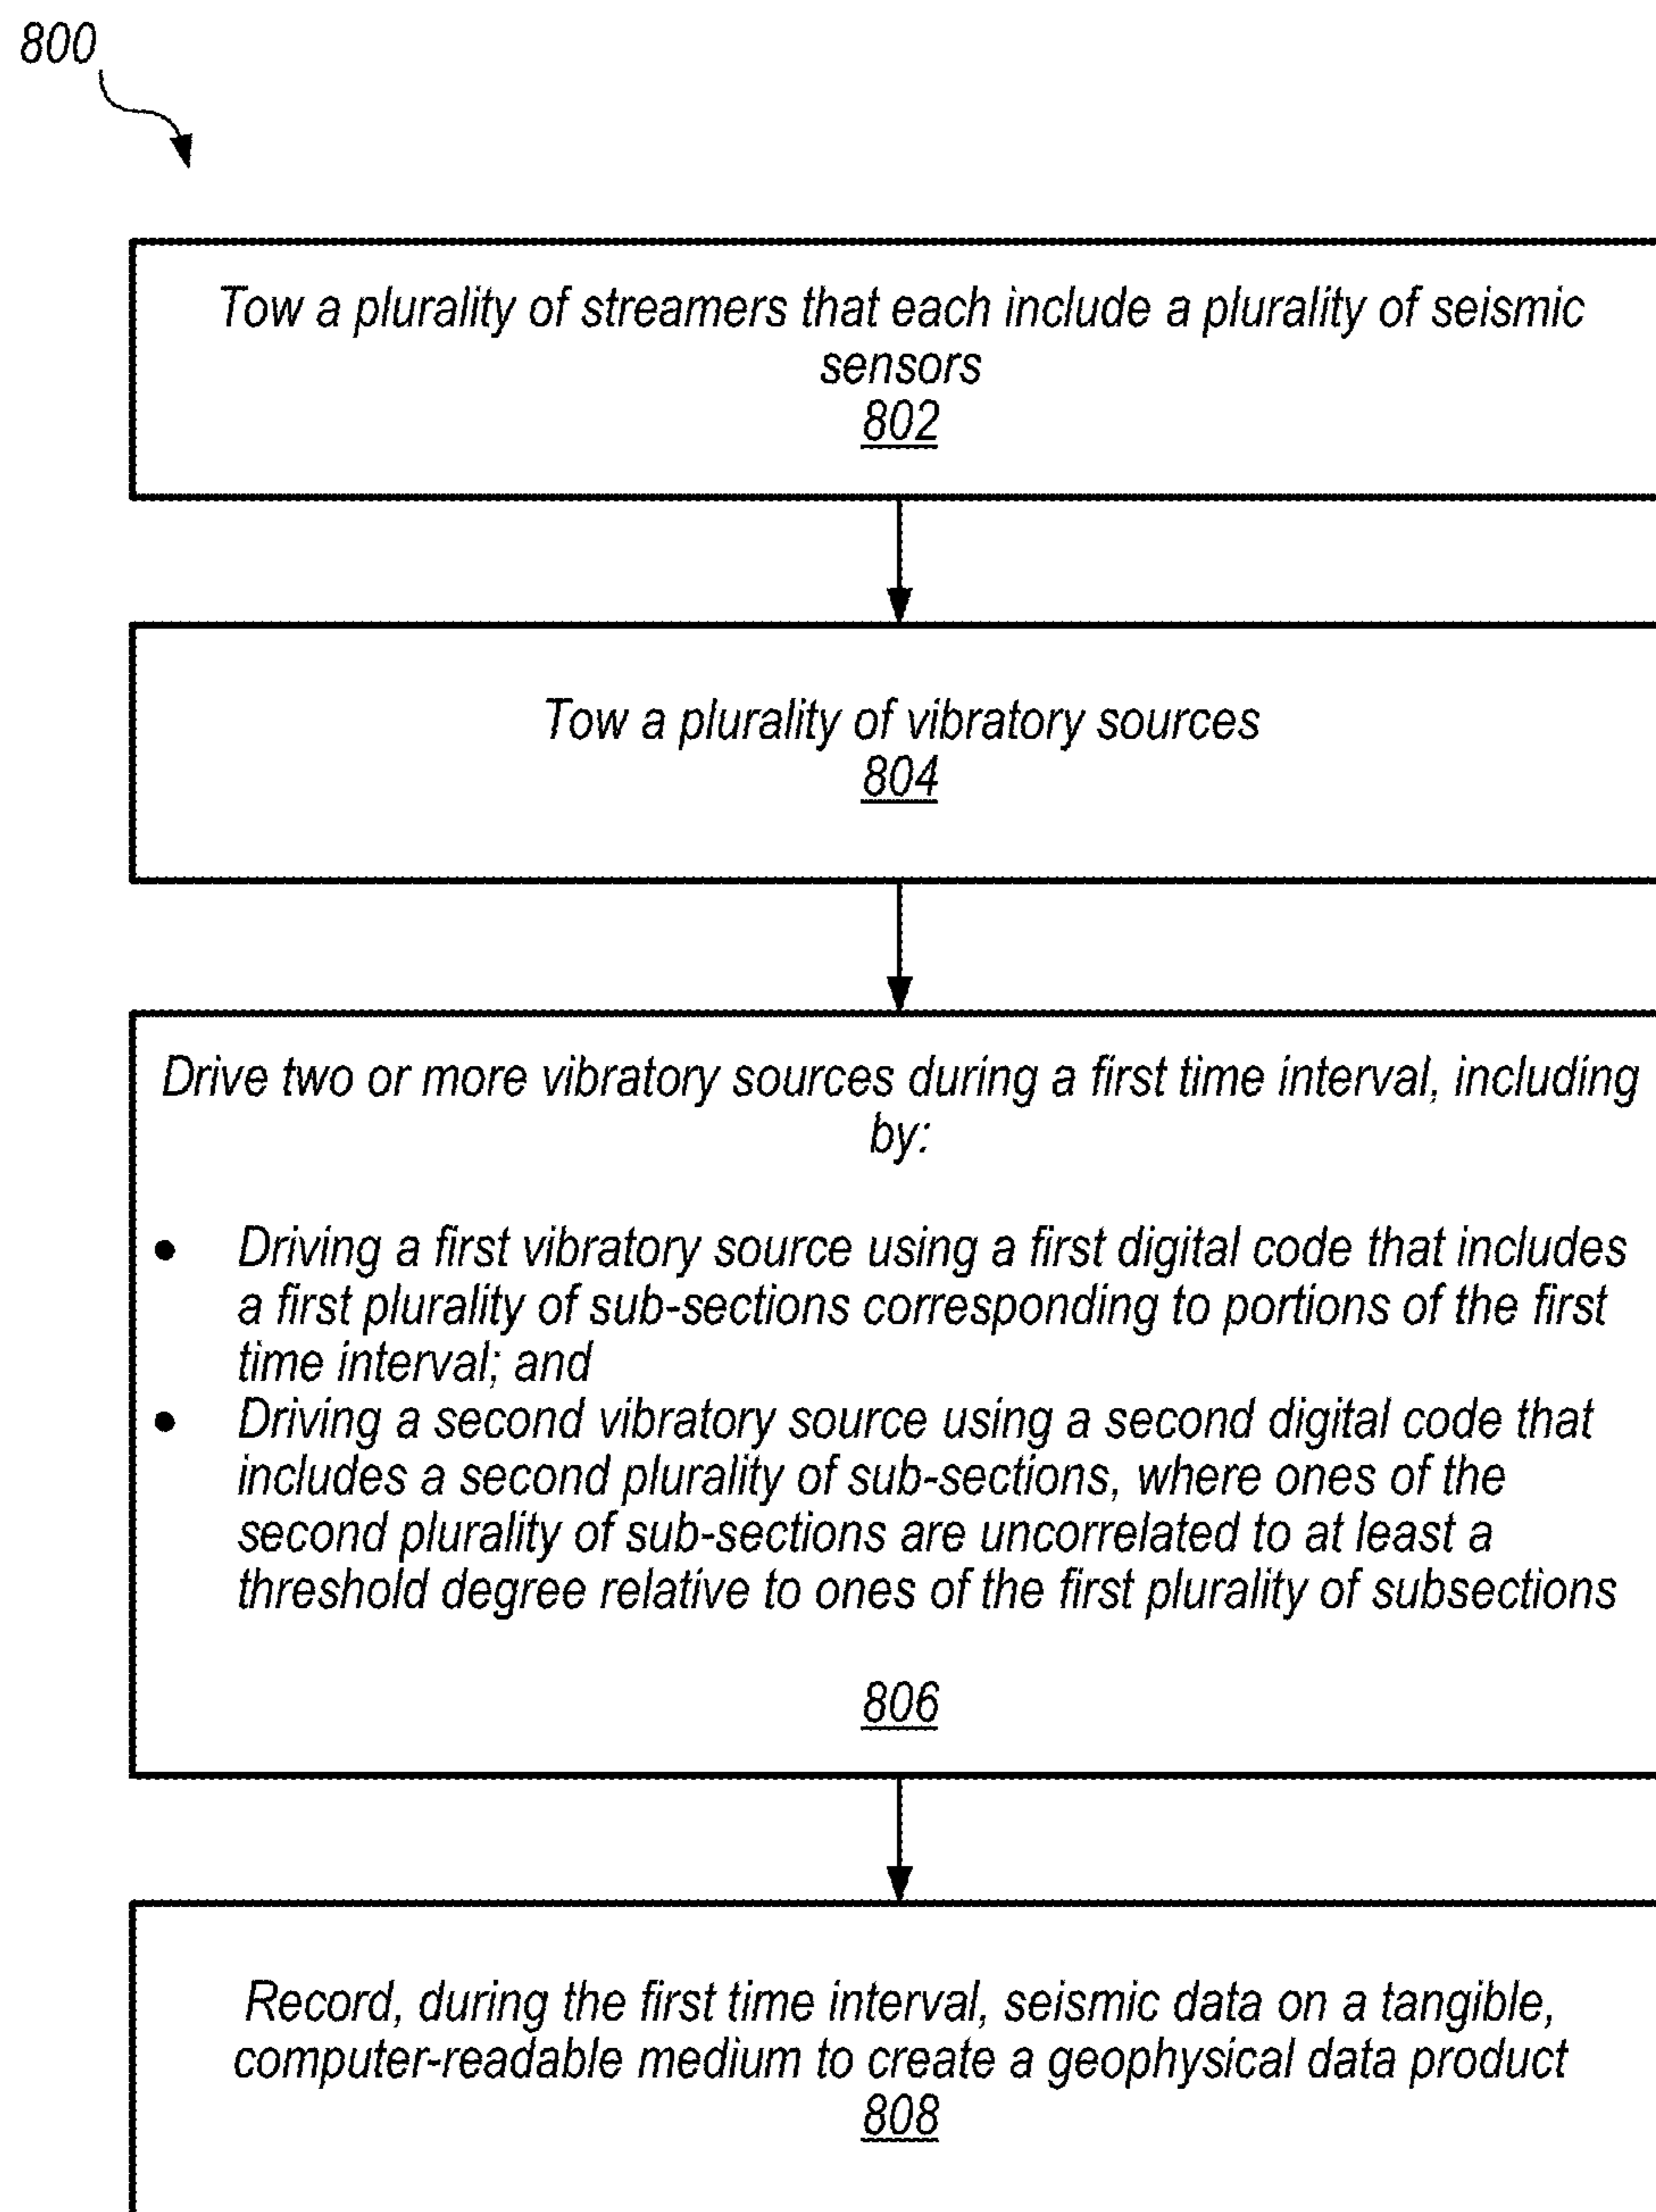 800
Tow a plurality of streamers that each include a plurality of seismic
sensors
802
Tow a plurality of vibratory sources
804
Drive two or more vibratory sources during a first time interval, including
by:
• Driving a first vibratory source using a first digital code that includes
a first plurality of sub-sections corresponding to portions of the first
time interval; and
• Driving a second vibratory source using a second digital code that
includes a second plurality of sub-sections, where ones of the
second plurality of sub-sections are uncorrelated to at least a
threshold degree relative to ones of the first plurality of subsections
806
Record, during the first time interval, seismic data on a tangible,
computer-readable medium to create a geophysical data product
808